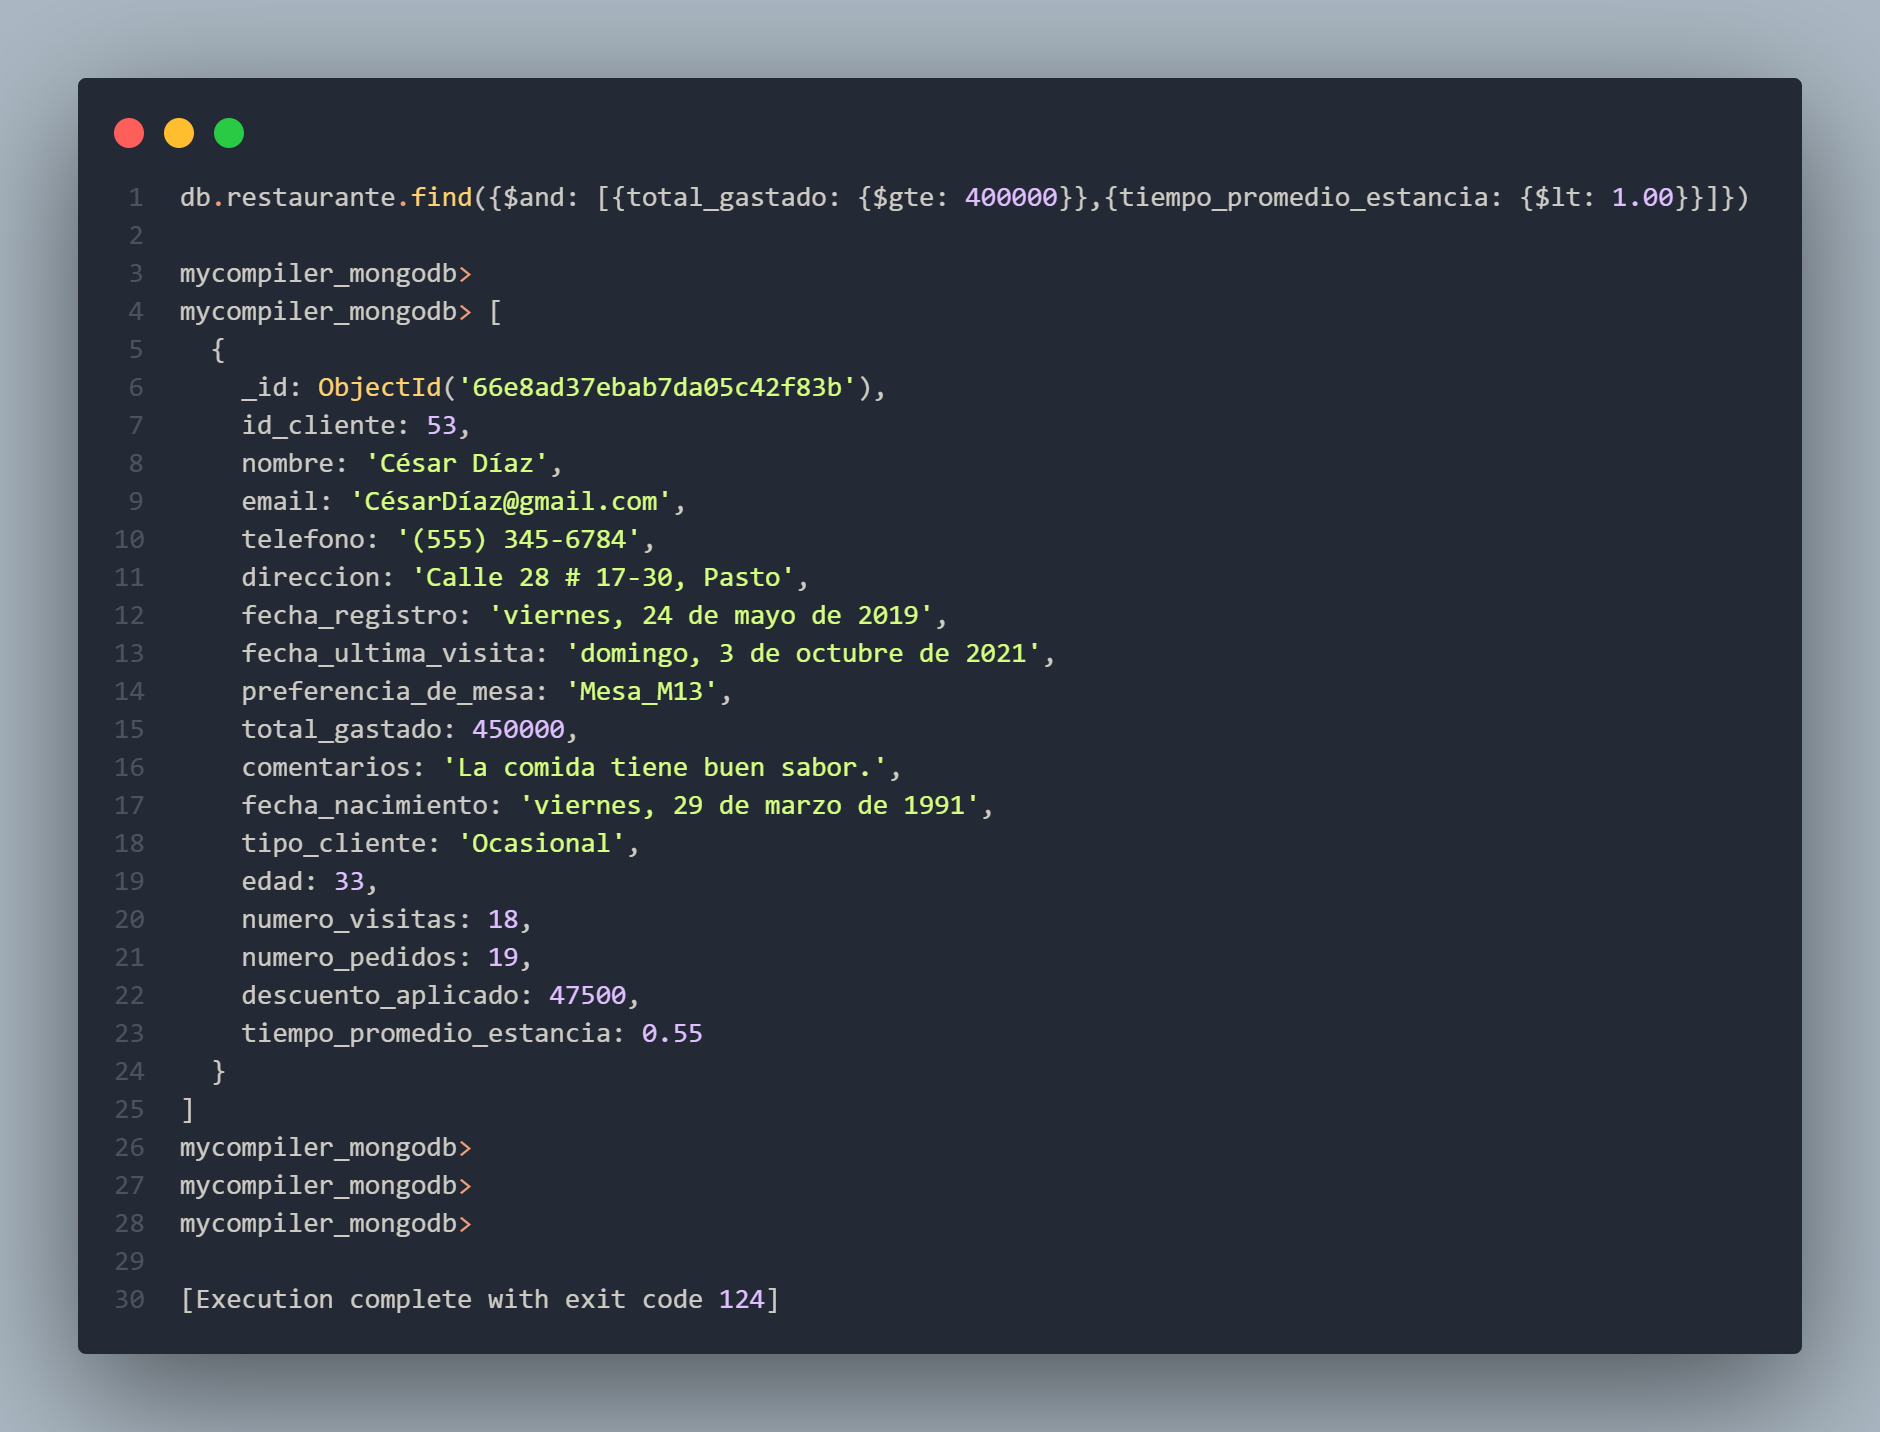 1 db.restaurante.find({$and: [{total_gastado: {$gte: 400000}},{tiempo_promedio_estancia: {$lt: 1.00}}]})
2
3 mycompiler_mongodb>
4 mycompiler_mongodb> [
5   {
6     _id: ObjectId('66e8ad37ebab7da05c42f83b'),
7     id_cliente: 53,
8     nombre: 'César Díaz',
9     email: 'CésarDíaz@gmail.com',
10     telefono: '(555) 345-6784',
11     direccion: 'Calle 28 # 17-30, Pasto',
12     fecha_registro: 'viernes, 24 de mayo de 2019',
13     fecha_ultima_visita: 'domingo, 3 de octubre de 2021',
14     preferencia_de_mesa: 'Mesa_M13',
15     total_gastado: 450000,
16     comentarios: 'La comida tiene buen sabor.',
17     fecha_nacimiento: 'viernes, 29 de marzo de 1991',
18     tipo_cliente: 'Ocasional',
19     edad: 33,
20     numero_visitas: 18,
21     numero_pedidos: 19,
22     descuento_aplicado: 47500,
23     tiempo_promedio_estancia: 0.55
24   }
25 ]
26 mycompiler_mongodb>
27 mycompiler_mongodb>
28 mycompiler_mongodb>
29
30 [Execution complete with exit code 124]